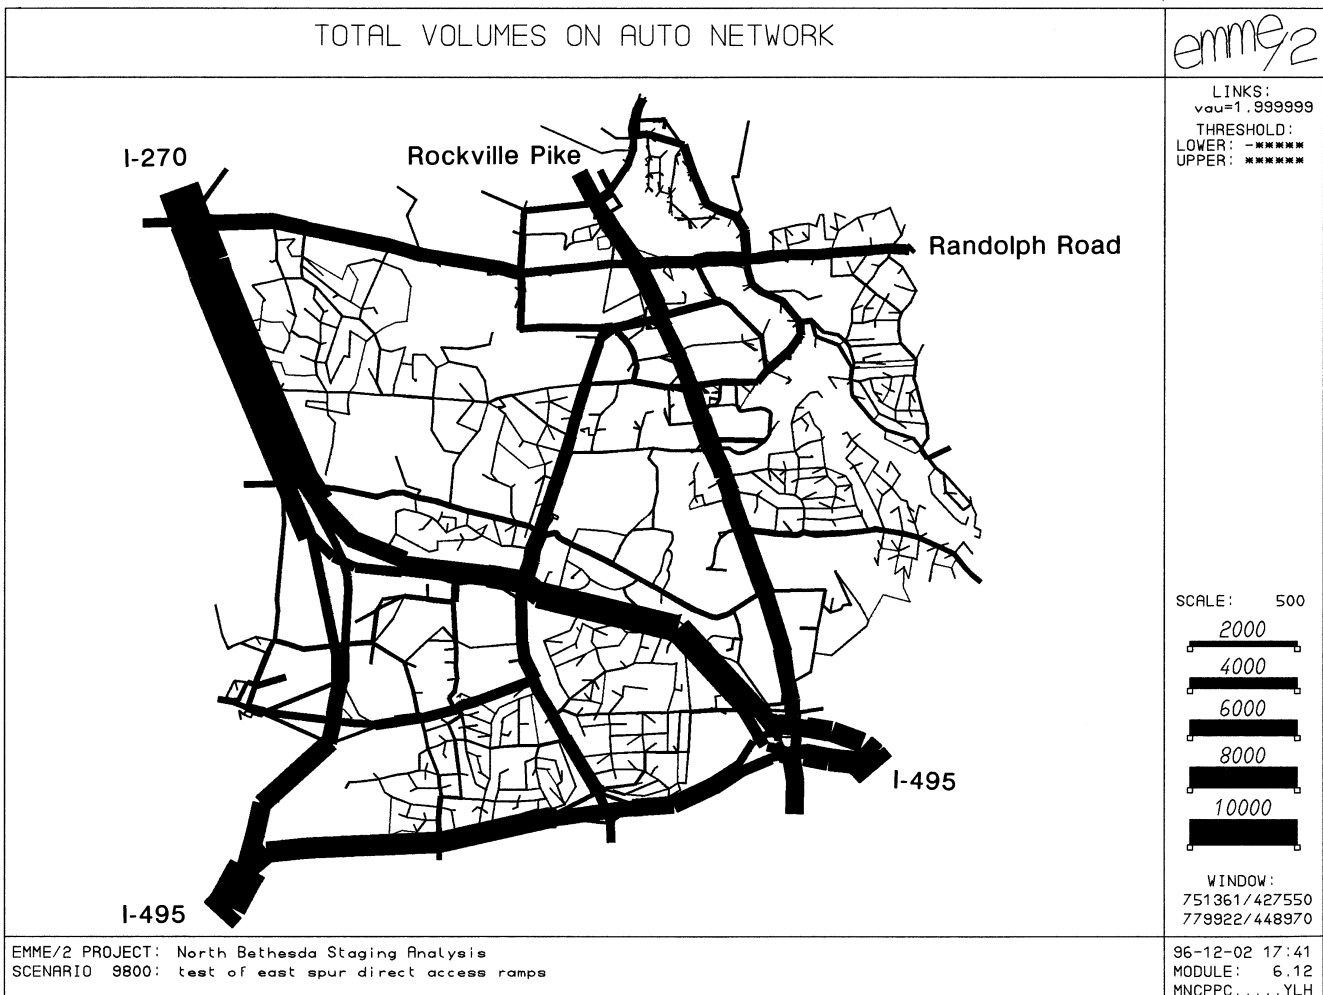 TOTAL VOLUMES ON AUTO NETWORK
emme/2
LINKS:
vau=1.999999
THRESHOLD:
LOWER: -*****
UPPER: ******
I-270
Rockville Pike
Randolph Road
I-495
I-495
SCALE: 500
2000
4000
6000
8000
10000
WINDOW:
751361/427550
779922/448970
EMME/2 PROJECT: North Bethesda Staging Analysis
SCENARIO 9800: test of east spur direct access ramps
96-12-02 17:41
MODULE: 6.12
MNCPPC.....YLH